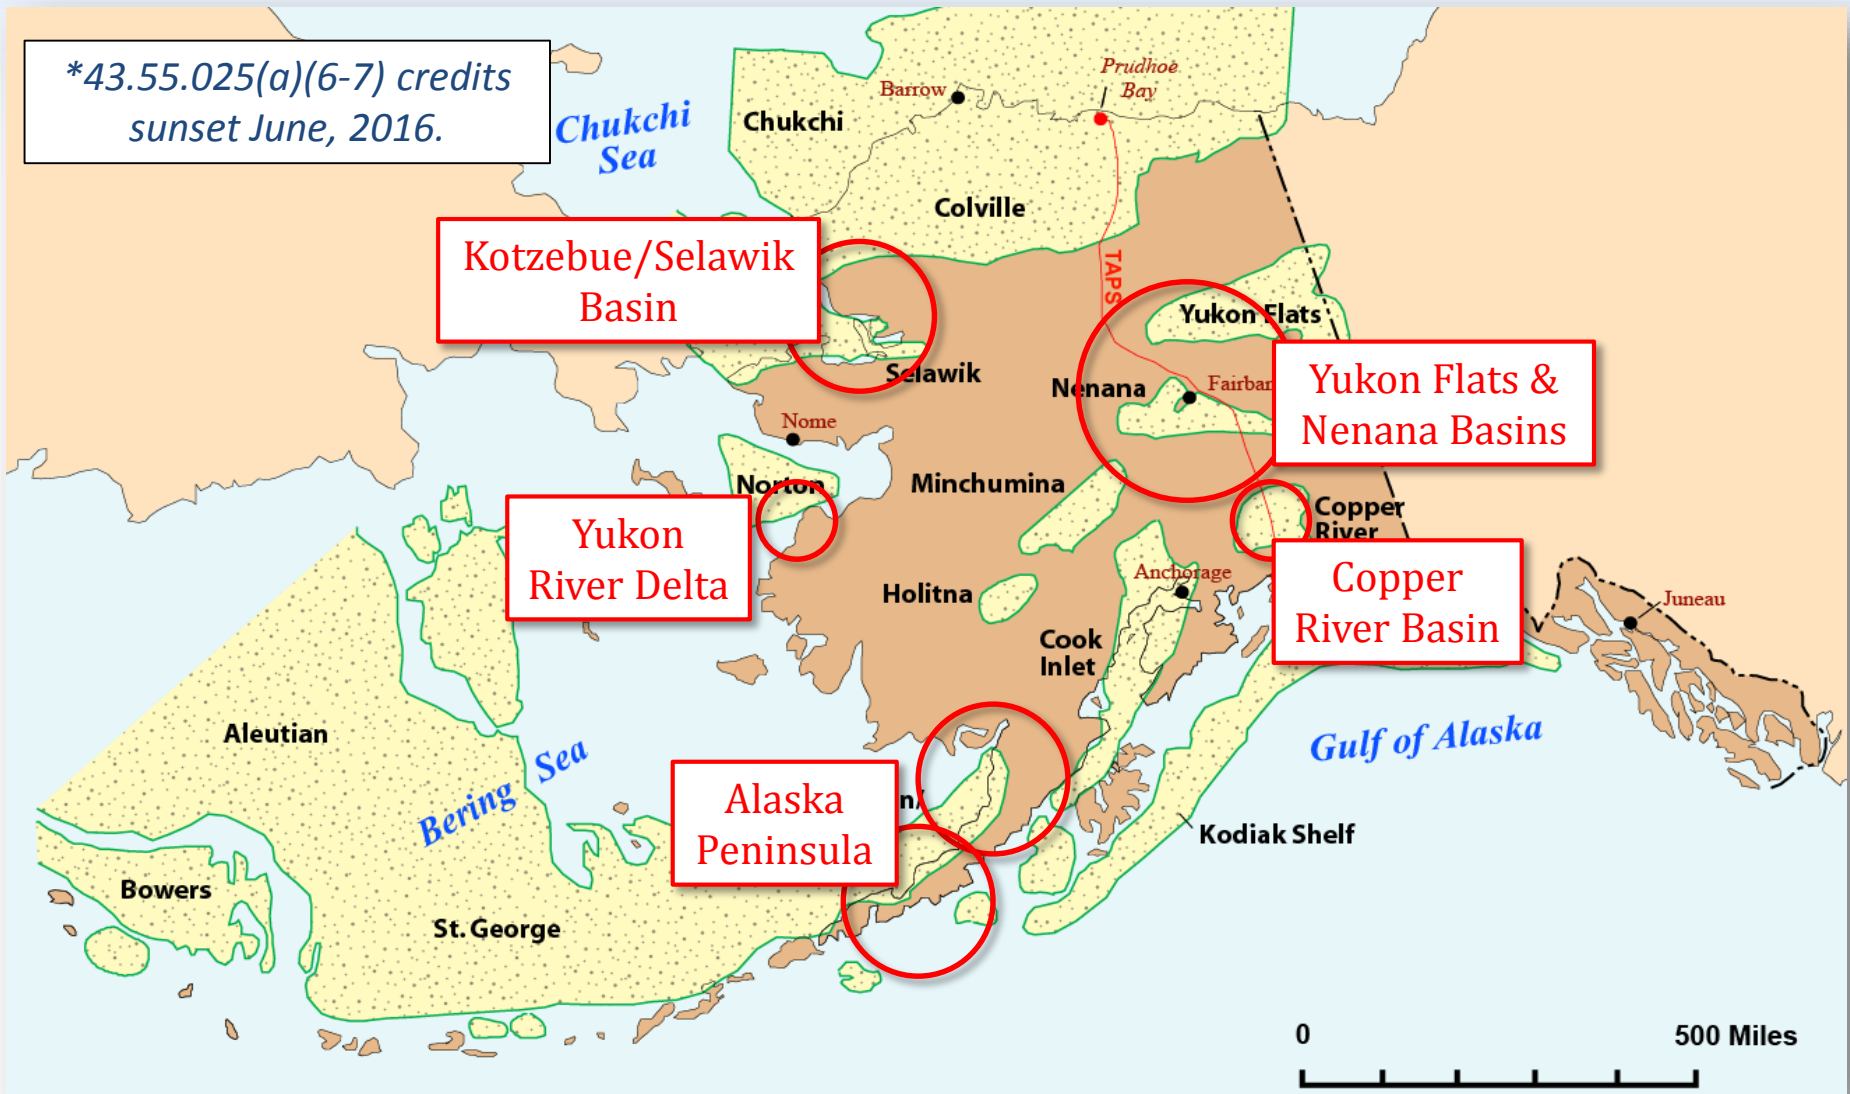 *43.55.025(a)(6-7) credits
sunset June, 2016.
Chukchi
Sea
Chukchi
Barrow
Prudhoe
Bay
Colville
TAPS
Kotzebue/Selawik
Basin
Selawik
Yukon Flats
Nenana
Yukon Flats &
Nenana Basins
Nome
Norton
Minchumina
Yukon
River Delta
Copper
River
Copper
River Basin
Anchorage
Holitna
Cook
Inlet
Juneau
Aleutian
Bering Sea
Gulf of Alaska
Alaska
Peninsula
Kodiak Shelf
Bowers
St. George
0
500 Miles